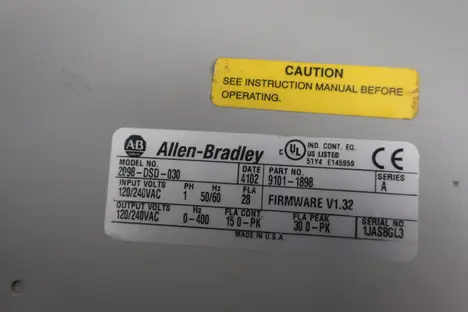 CAUTION
SEE INSTRUCTION MANUAL BEFORE
OPERATING.
AB Allen-Bradley
C UL US IND. CONT. EQ.
LISTED
51Y4 E145959
CE
MODEL NO.
2098-DSD-030
DATE
4102
PART NO.
9101-1898
SERIES
A
INPUT VOLTS
120/240VAC
PH
1
Hz
50/60
FLA
28
FIRMWARE V1.32
OUTPUT VOLTS
120/240VAC
Hz
0-400
FLA CONT.
15 0-PK
FLA PEAK
30 0-PK
SERIAL NO.
1JAS8GL3
MADE IN U.S.A.